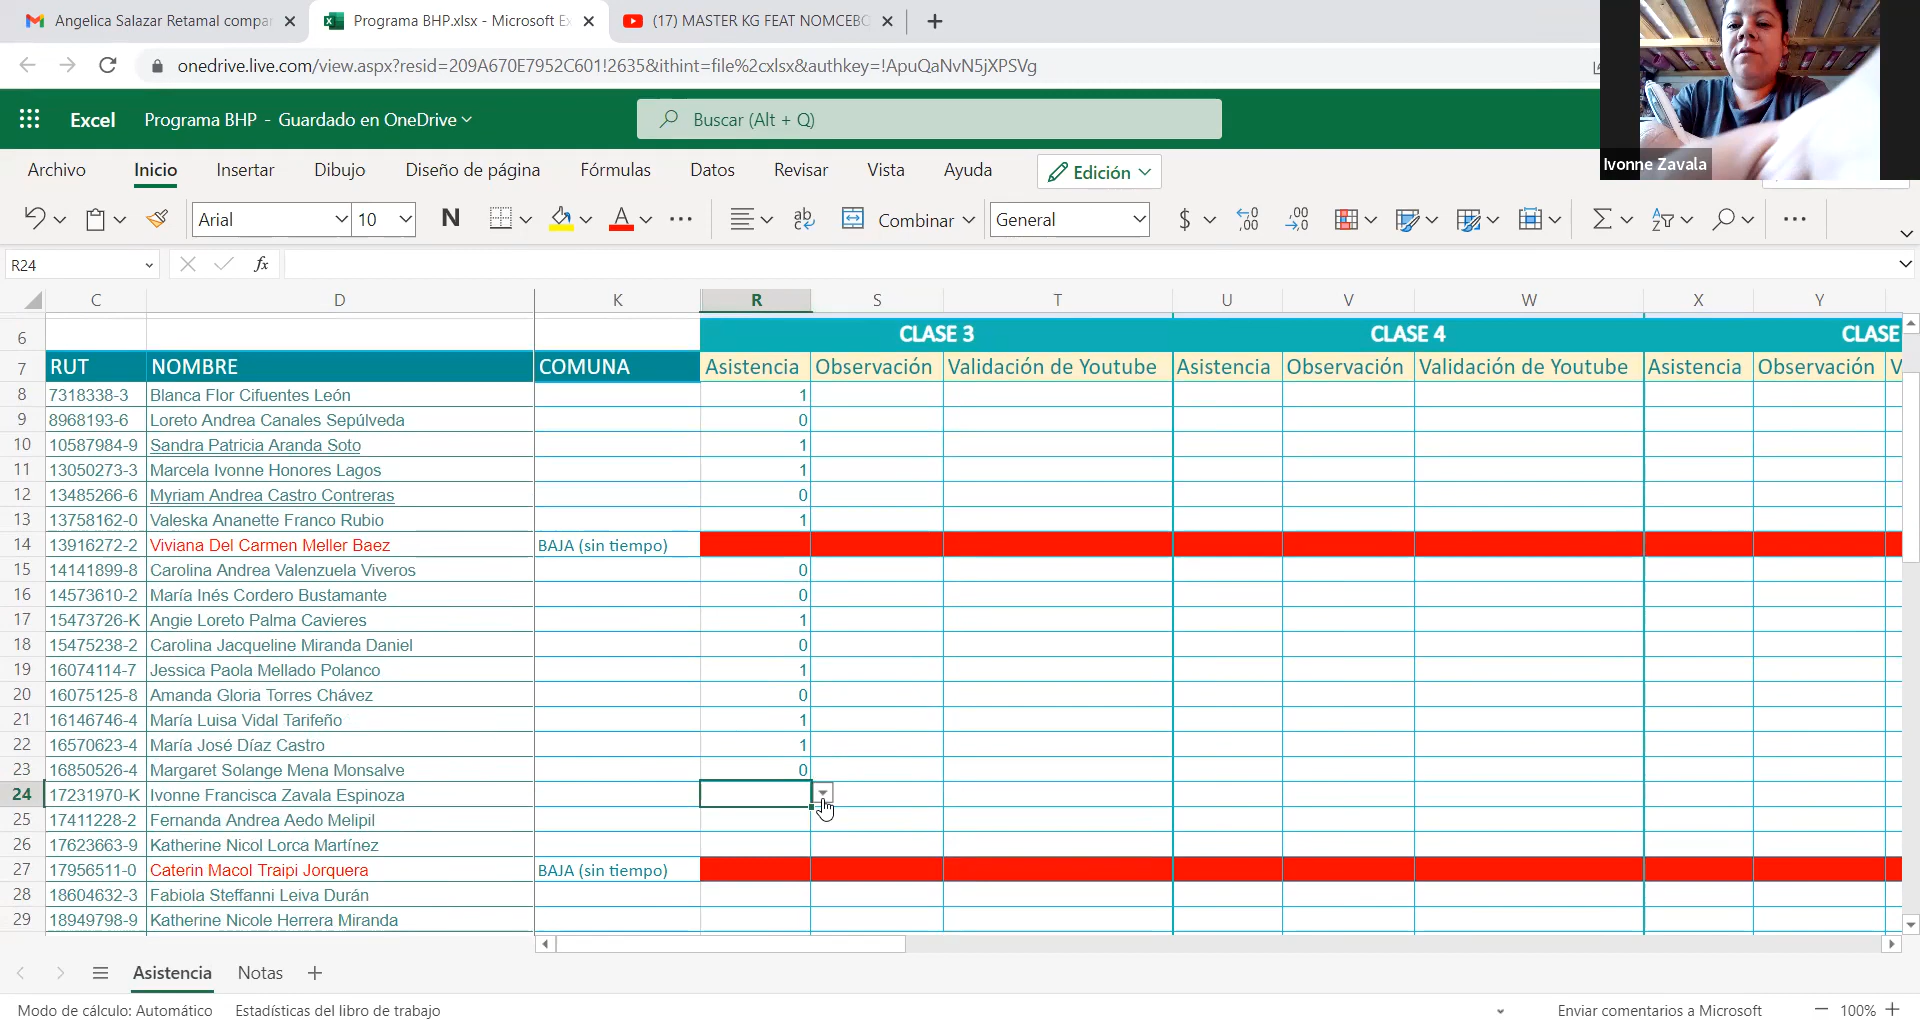 Angelica Salazar Retamal compa
Programa BHP.xlsx - Microsoft Ex
(17) MASTER KG FEAT NOMCEBO
onedrive.live.com/view.aspx?resid=209A670E7952C601!2635&ithint=file%2cxlsx&authkey=!ApuQaNvN5jXPSVg
Excel Programa BHP - Guardado en OneDrive
Buscar (Alt + Q)
Ivonne Zavala
Archivo Inicio Insertar Dibujo Diseño de página Fórmulas Datos Revisar Vista Ayuda Edición
Arial 10 N A ab Combinar General $
R24 fx
C D K R S T U V W X Y
6 CLASE 3 CLASE 4 CLASE
7 RUT NOMBRE COMUNA Asistencia Observación Validación de Youtube Asistencia Observación Validación de Youtube Asistencia Observación V
8 7318338-3 Blanca Flor Cifuentes León 1
9 8968193-6 Loreto Andrea Canales Sepúlveda 0
10 10587984-9 Sandra Patricia Aranda Soto 1
11 13050273-3 Marcela Ivonne Honores Lagos 1
12 13485266-6 Myriam Andrea Castro Contreras 0
13 13758162-0 Valeska Ananette Franco Rubio 1
14 13916272-2 Viviana Del Carmen Meller Baez BAJA (sin tiempo)
15 14141899-8 Carolina Andrea Valenzuela Viveros 0
16 14573610-2 María Inés Cordero Bustamante 0
17 15473726-K Angie Loreto Palma Cavieres 1
18 15475238-2 Carolina Jacqueline Miranda Daniel 0
19 16074114-7 Jessica Paola Mellado Polanco 1
20 16075125-8 Amanda Gloria Torres Chávez 0
21 16146746-4 María Luisa Vidal Tarifeño 1
22 16570623-4 María José Díaz Castro 1
23 16850526-4 Margaret Solange Mena Monsalve 0
24 17231970-K Ivonne Francisca Zavala Espinoza
25 17411228-2 Fernanda Andrea Aedo Melipil
26 17623663-9 Katherine Nicol Lorca Martínez
27 17956511-0 Caterin Macol Traipi Jorquera BAJA (sin tiempo)
28 18604632-3 Fabiola Steffanni Leiva Durán
29 18949798-9 Katherine Nicole Herrera Miranda
Asistencia Notas
Modo de cálculo: Automático Estadísticas del libro de trabajo Enviar comentarios a Microsoft 100%